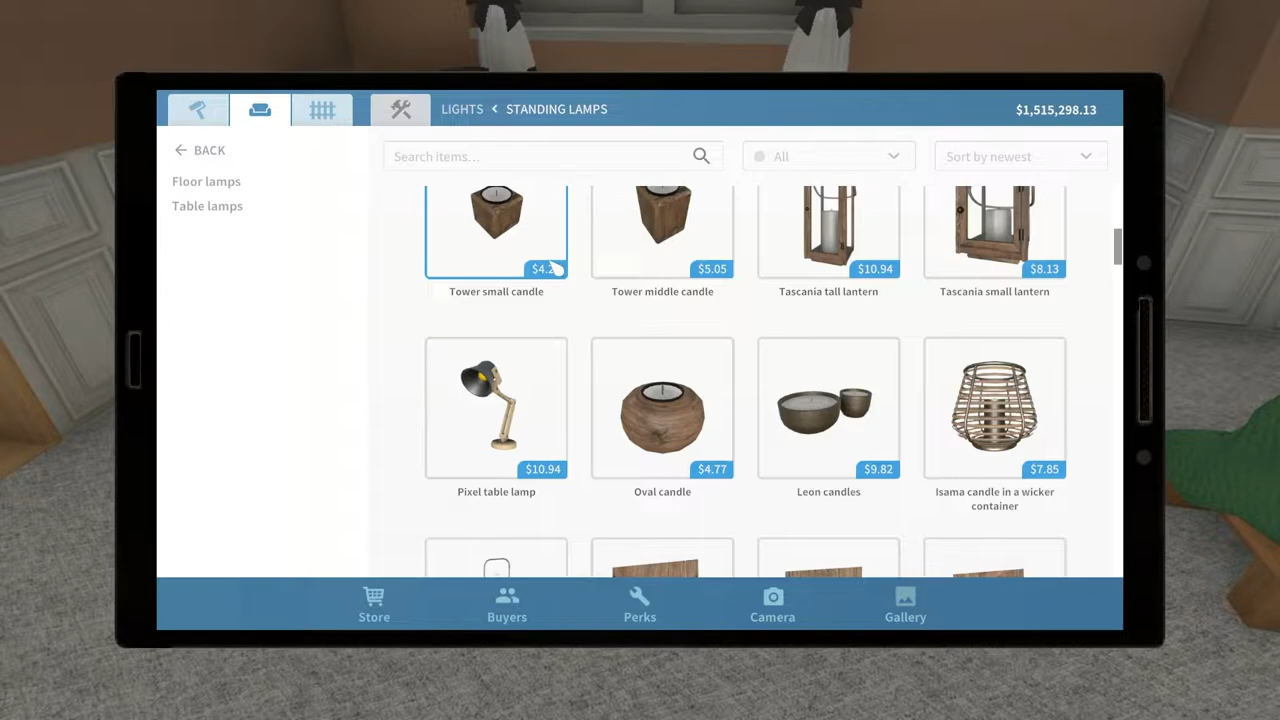 LIGHTS < STANDING LAMPS
$1,515,298.13
BACK
Search items...
All
Sort by newest
Floor lamps
Table lamps
$5.05
$10.94
$8.13
Tower small candle
Tower middle candle
Tascania tall lantern
Tascania small lantern
$10.94
$4.77
$9.82
$7.85
Pixel table lamp
Oval candle
Leon candles
Isama candle in a wicker
container
Store
Buyers
Perks
Camera
Gallery